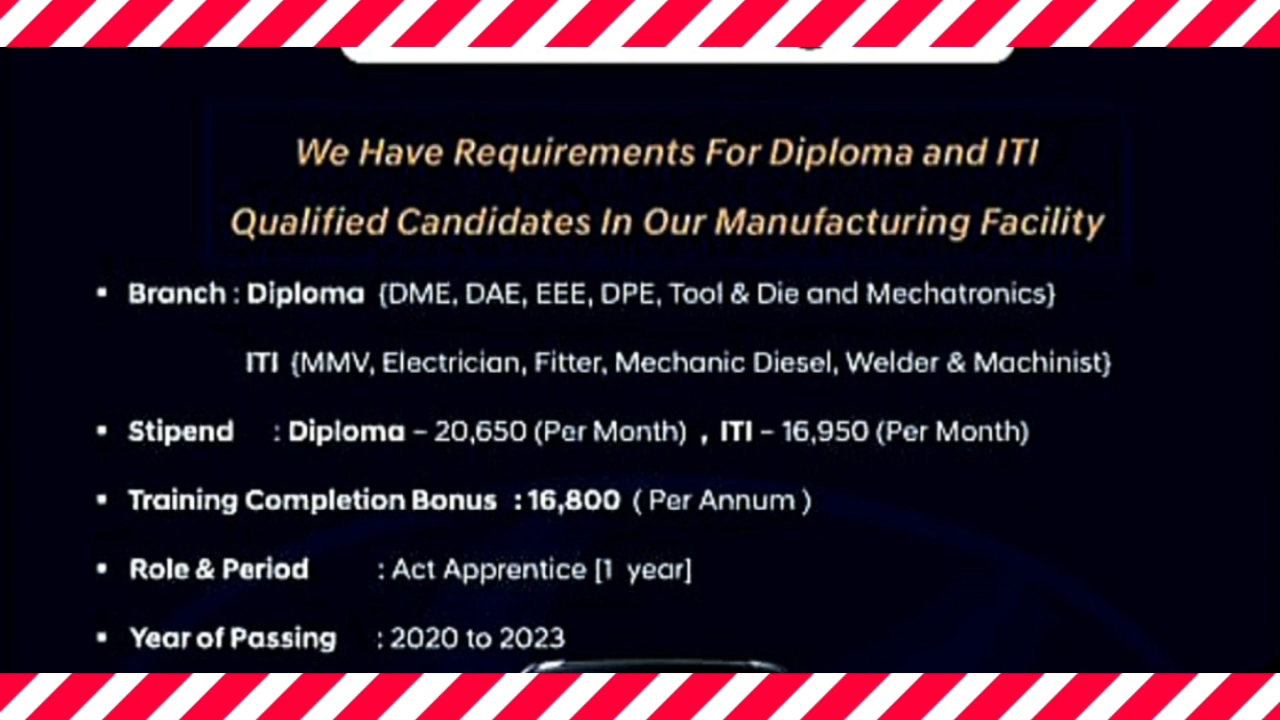 We Have Requirements For Diploma and ITI
Qualified Candidates In Our Manufacturing Facility
▪ Branch : Diploma {DME, DAE, EEE, DPE, Tool & Die and Mechatronics}
ITI {MMV, Electrician, Fitter, Mechanic Diesel, Welder & Machinist}
▪ Stipend : Diploma – 20,650 (Per Month) , ITI – 16,950 (Per Month)
▪ Training Completion Bonus : 16,800 ( Per Annum )
▪ Role & Period : Act Apprentice [1 year]
▪ Year of Passing : 2020 to 2023